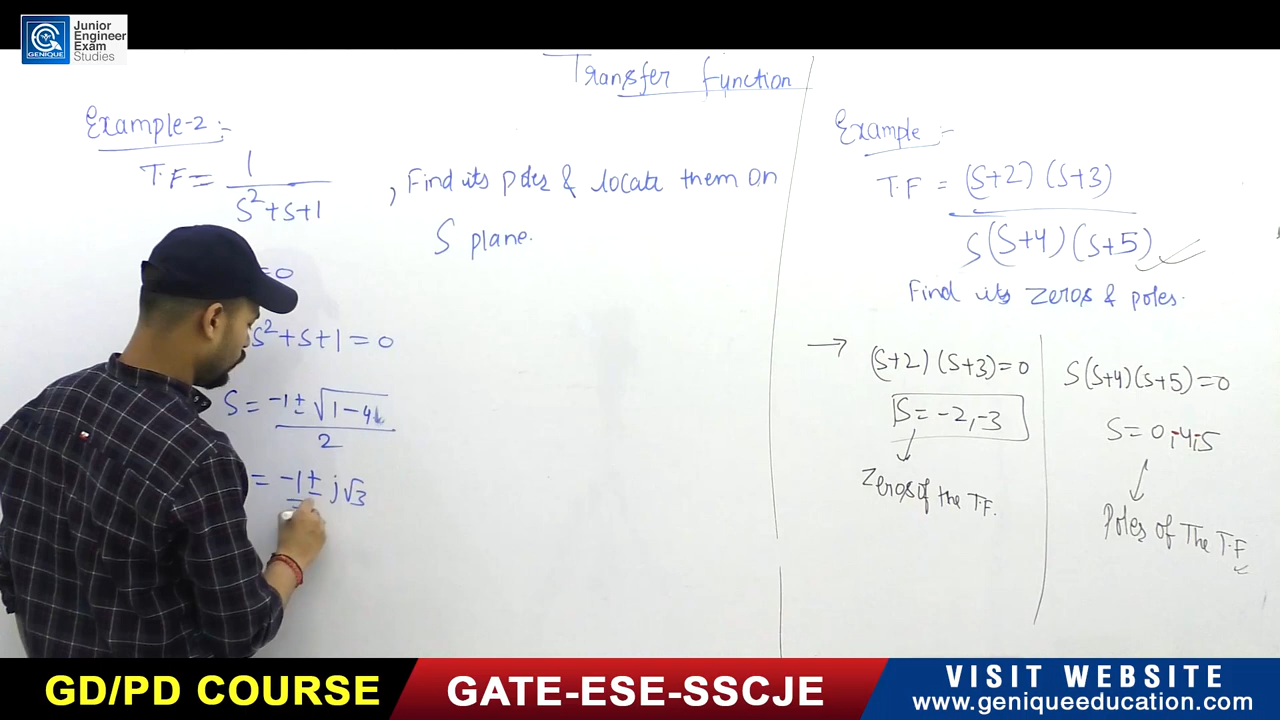 GENIQUE
Junior
Engineer
Exam
Studies
Transfer function
Example-2 :-
T.F = 1 / S²+S+1
, Find its poles & locate them on
S plane.
=0
S²+S+1 = 0
S = -1 ± √1-4 / 2
= -1 ± j√3
Example :-
T.F = (S+2) (S+3) / S(S+4)(S+5)
Find its zeros & poles.
→ (S+2) (S+3)=0
S = -2, -3
Zeros of the T.F.
S(S+4)(S+5)=0
S = 0,-4,-5
Poles of The T.F
GD/PD COURSE
GATE-ESE-SSCJE
VISIT WEBSITE
www.geniqueeducation.com